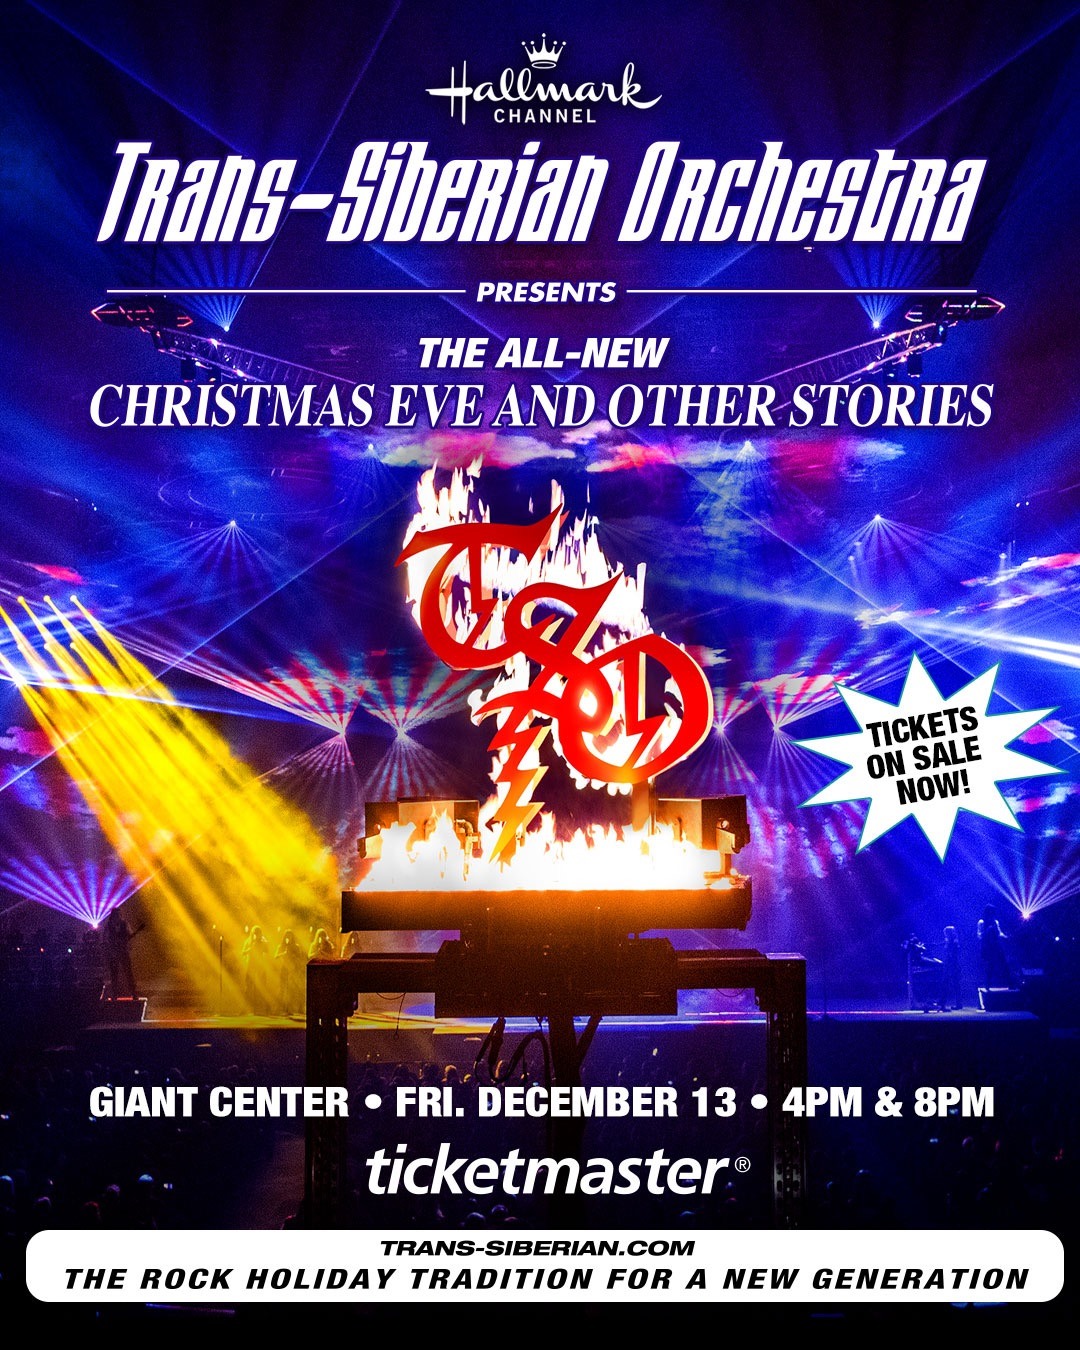 Hallmark
CHANNEL
Trans-Siberian Orchestra
PRESENTS
THE ALL-NEW
CHRISTMAS EVE AND OTHER STORIES
TSO
TICKETS
ON SALE
NOW!
GIANT CENTER • FRI. DECEMBER 13 • 4PM & 8PM
ticketmaster®
TRANS-SIBERIAN.COM
THE ROCK HOLIDAY TRADITION FOR A NEW GENERATION